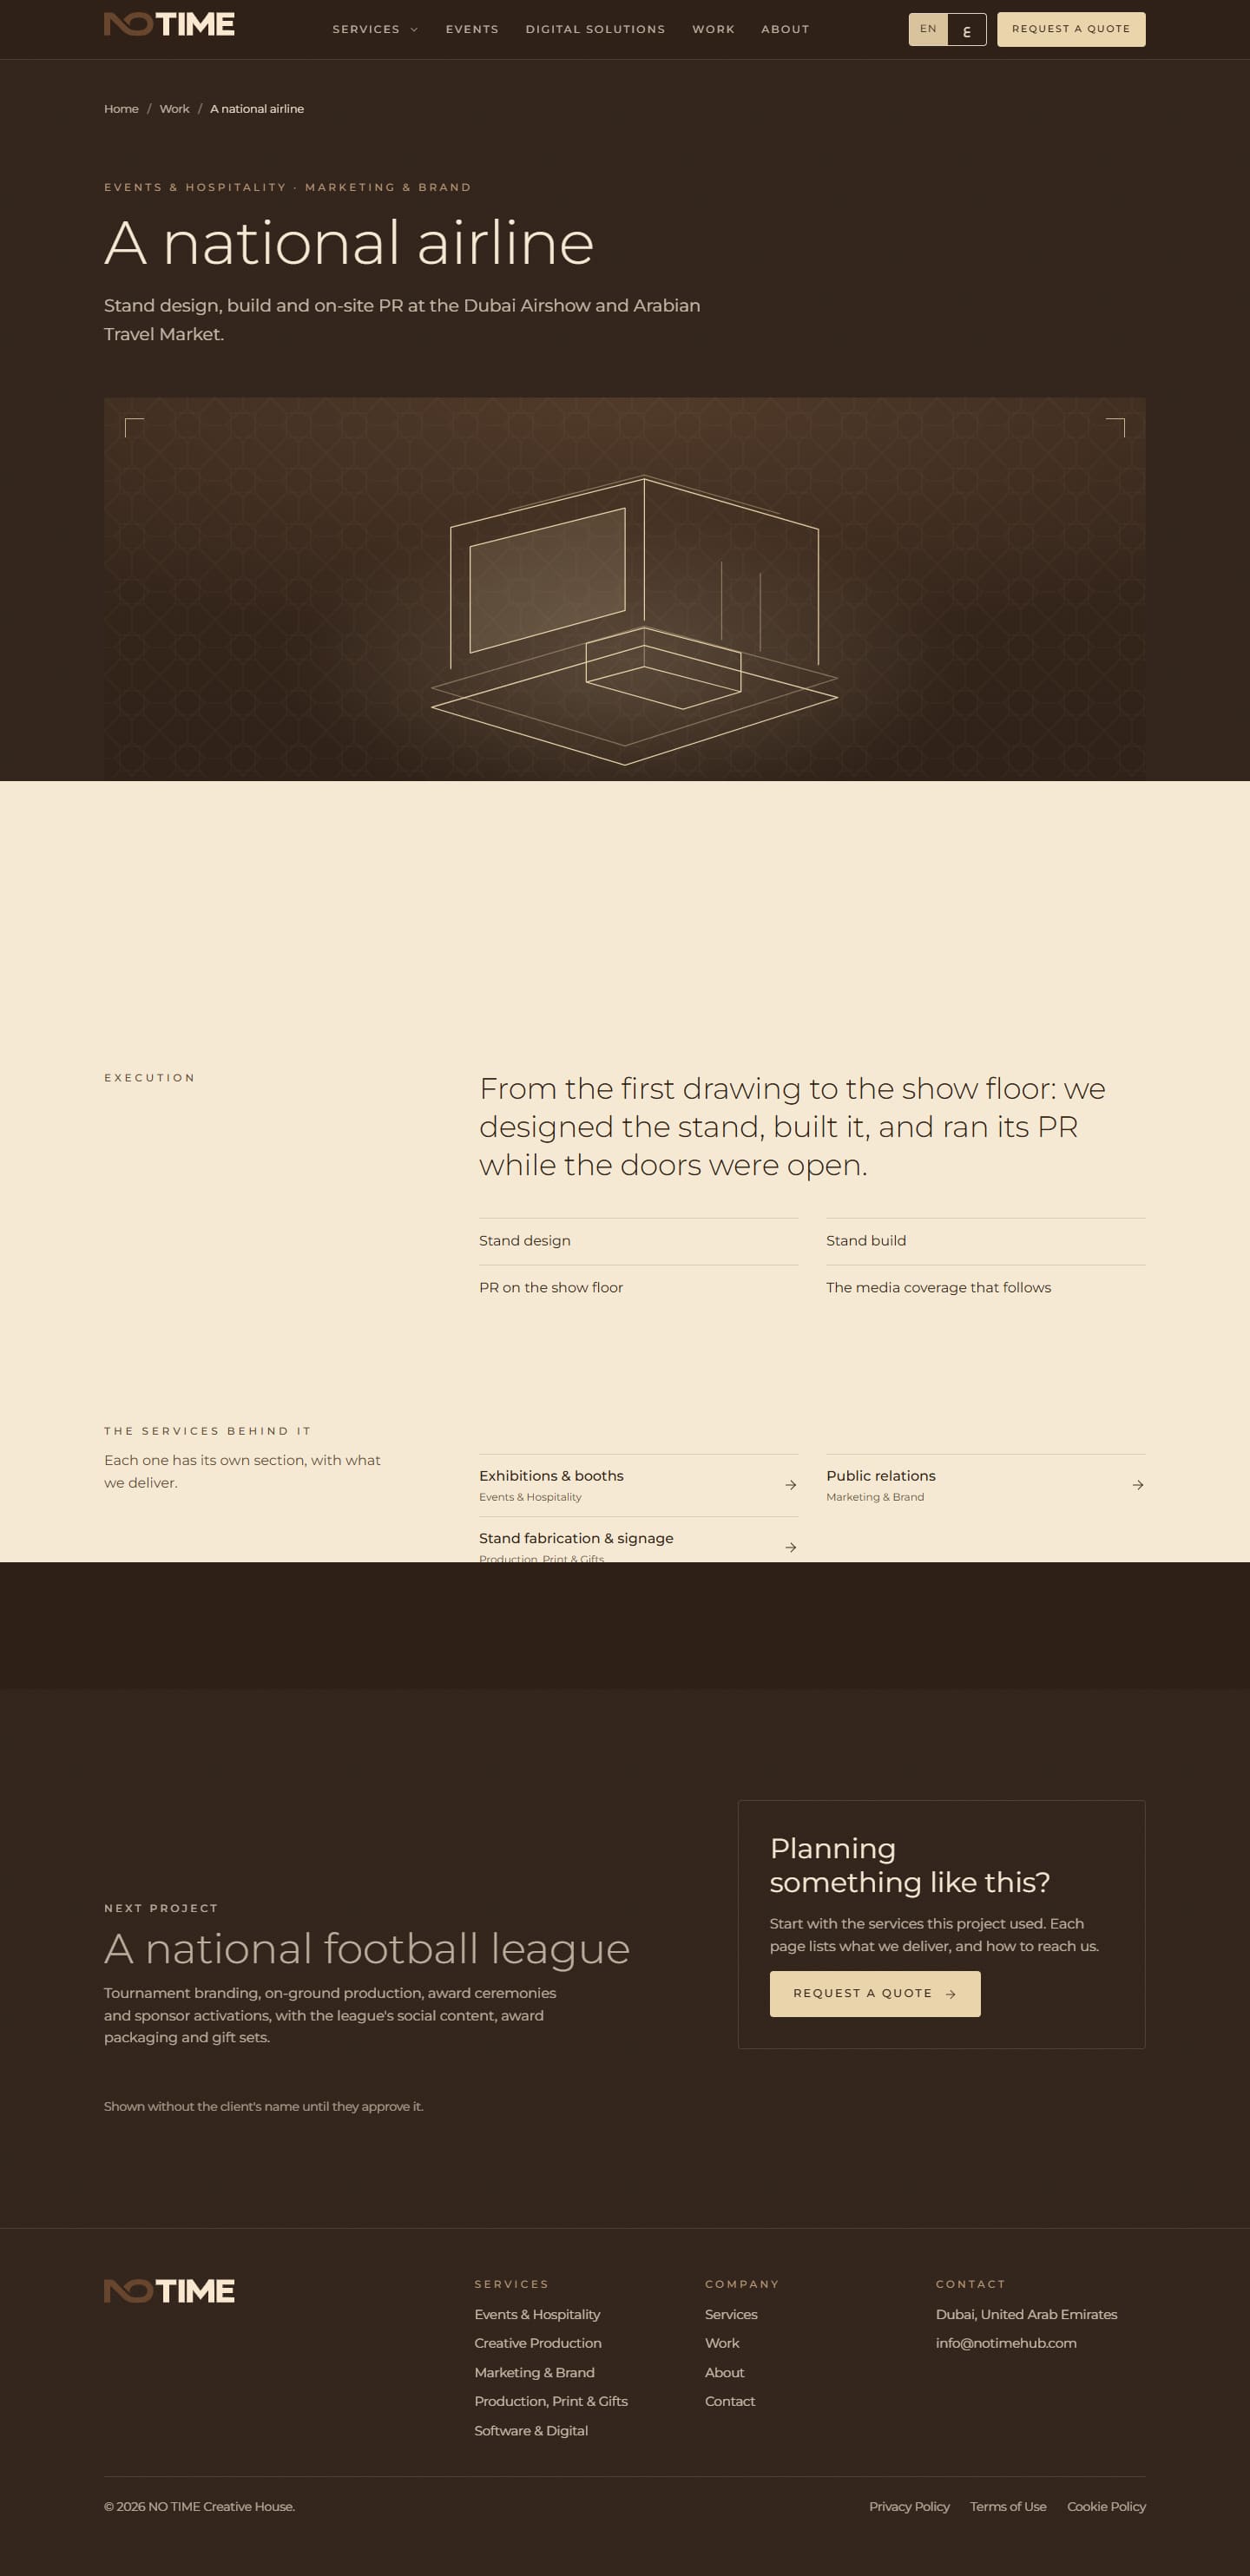 NO TIME
SERVICES EVENTS DIGITAL SOLUTIONS WORK ABOUT
EN ع REQUEST A QUOTE
Home / Work / A national airline
EVENTS & HOSPITALITY · MARKETING & BRAND
A national airline
Stand design, build and on-site PR at the Dubai Airshow and Arabian
Travel Market.
EXECUTION
From the first drawing to the show floor: we
designed the stand, built it, and ran its PR
while the doors were open.
Stand design
Stand build
PR on the show floor
The media coverage that follows
THE SERVICES BEHIND IT
Each one has its own section, with what
we deliver.
Exhibitions & booths
Events & Hospitality
Public relations
Marketing & Brand
Stand fabrication & signage
Production, Print & Gifts
NEXT PROJECT
A national football league
Tournament branding, on-ground production, award ceremonies
and sponsor activations, with the league's social content, award
packaging and gift sets.
Shown without the client's name until they approve it.
Planning
something like this?
Start with the services this project used. Each
page lists what we deliver, and how to reach us.
REQUEST A QUOTE
NO TIME
SERVICES
Events & Hospitality
Creative Production
Marketing & Brand
Production, Print & Gifts
Software & Digital
COMPANY
Services
Work
About
Contact
CONTACT
Dubai, United Arab Emirates
info@notimehub.com
© 2026 NO TIME Creative House.
Privacy Policy Terms of Use Cookie Policy